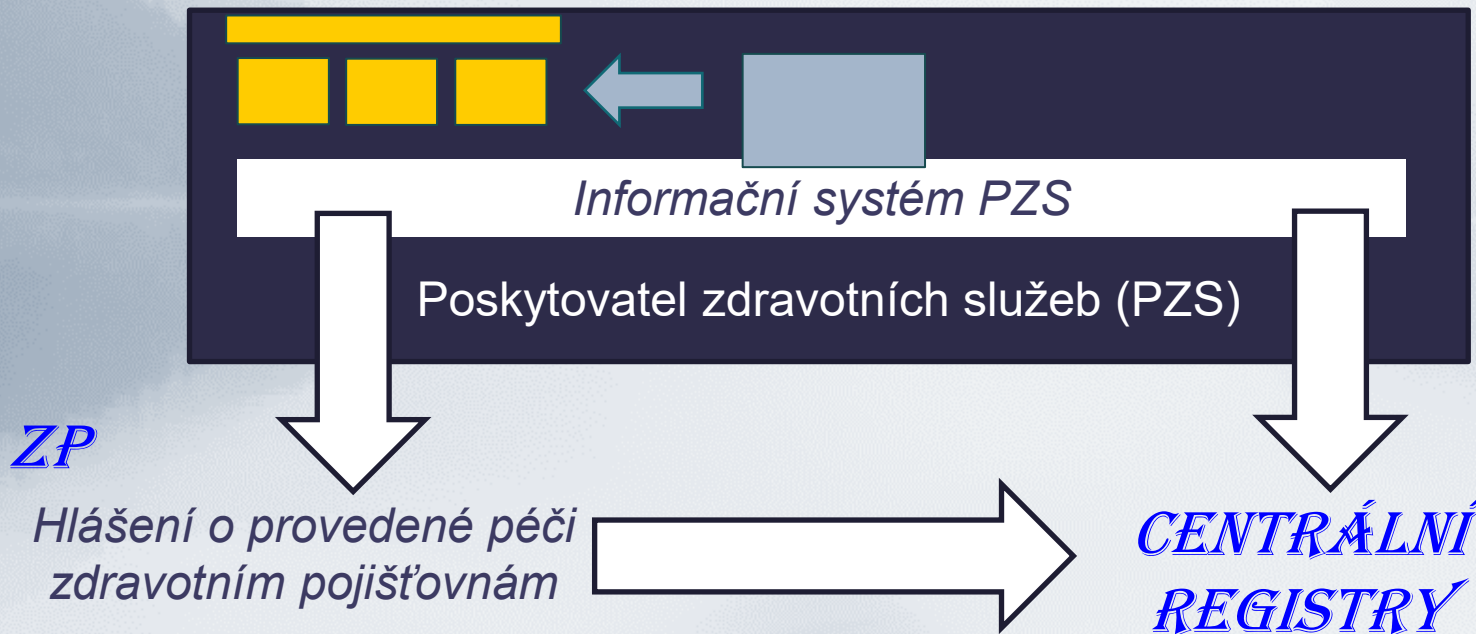 Informační systém PZS
Poskytovatel zdravotních služeb (PZS)
ZP
Hlášení o provedené péči
zdravotním pojišťovnám
CENTRÁLNÍ
REGISTRY